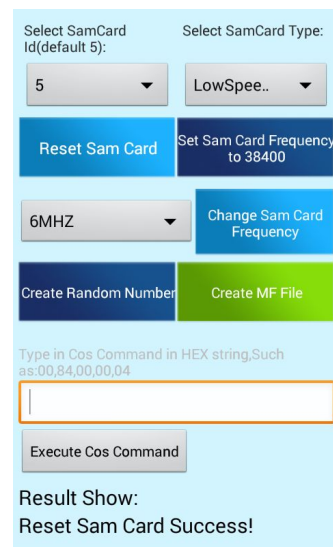 Select SamCard
Id(default 5):
Select SamCard Type:
5
LowSpee..
Reset Sam Card
Set Sam Card Frequency
to 38400
6MHZ
Change Sam Card
Frequency
Create Random Number
Create MF File
Type in Cos Command in HEX string,Such
as:00,84,00,00,04
Execute Cos Command
Result Show:
Reset Sam Card Success!